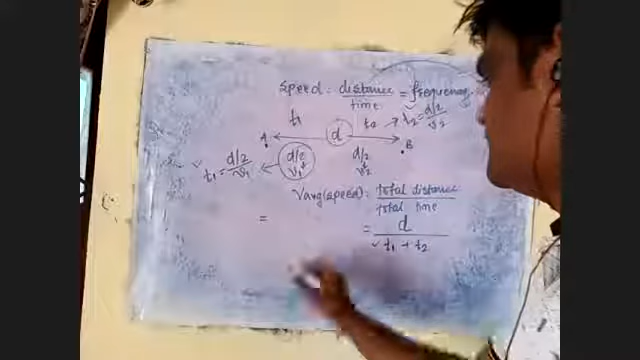 speed = distance/time = frequency
t1
t2 → t2 = d/2/v2
A ← d → B
t1 = d/2/v1 ← d/2 v1 d/2 v2
Vavg(speed) = total distance/total time
=
= d/t1 + t2